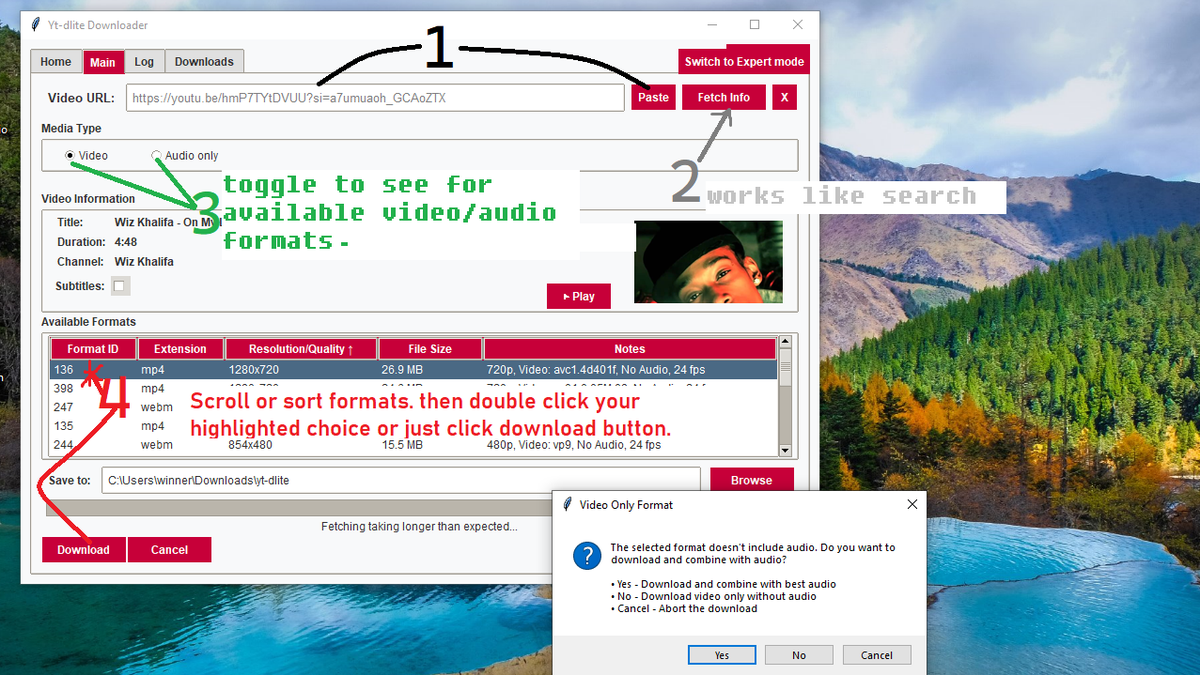 Yt-dlite Downloader
Home Main Log Downloads
Switch to Expert mode
1
Video URL: https://youtu.be/hmP7TYtDVUU?si=a7umuaoh_GCAoZTX Paste Fetch Info X
Media Type
Video Audio only
2 works like search
3 toggle to see for
available video/audio
formats.
Video Information
Title: Wiz Khalifa - On My
Duration: 4:48
Channel: Wiz Khalifa
Subtitles:
Play
Available Formats
Format ID Extension Resolution/Quality ↑ File Size Notes
136 mp4 1280x720 26.9 MB 720p, Video: avc1.4d401f, No Audio, 24 fps
398 mp4
247 webm
135 mp4
244 webm 854x480 15.5 MB 480p, Video: vp9, No Audio, 24 fps
*4
Scroll or sort formats. then double click your
highlighted choice or just click download button.
Save to: C:\Users\winner\Downloads\yt-dlite Browse
Fetching taking longer than expected...
Download Cancel
Video Only Format
The selected format doesn't include audio. Do you want to
download and combine with audio?
• Yes - Download and combine with best audio
• No - Download video only without audio
• Cancel - Abort the download
Yes No Cancel